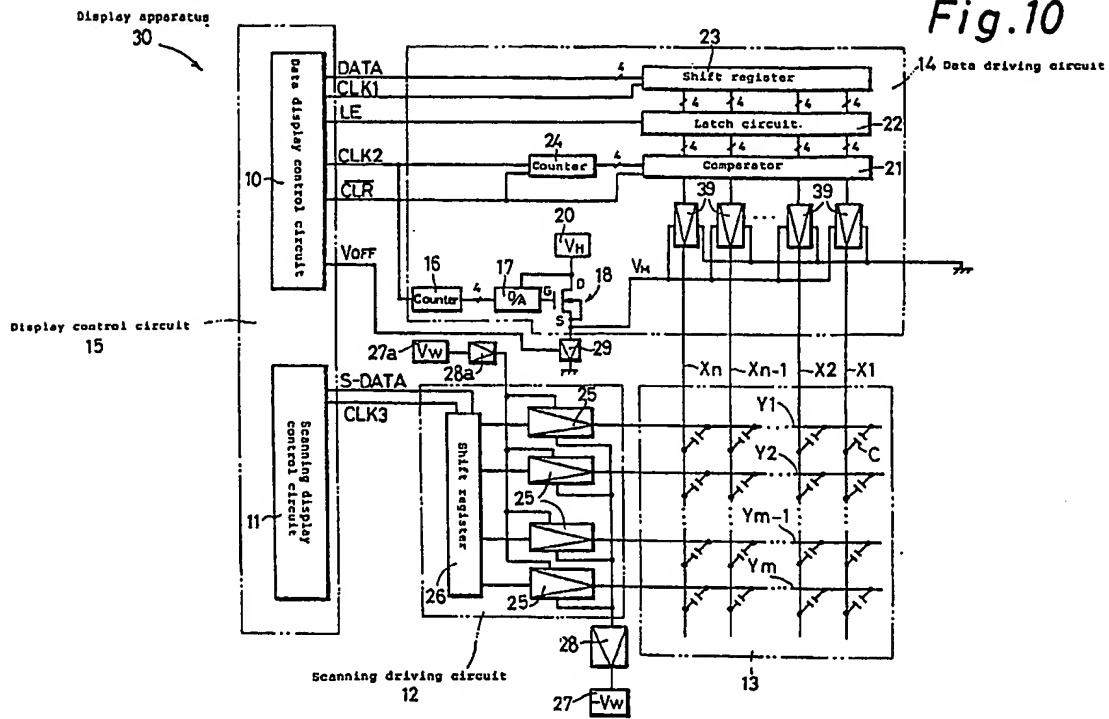 Fig.10
Display apparatus
30
23
14 Data driving circuit
DATA
CLK1
LE
CLK2
CLR
VOFF
Data display control circuit
10
4
Shift register
4 4 4 4
Latch circuit.
22
4 4 4 4
24
Counter
4
Comparator
21
39 39
20
VH
VM
16
Counter
4
17
D/A
G
D
S
18
29
Display control circuit
15
27a
VW
28a
S-DATA
CLK3
Scanning display control circuit
11
Shift register
26
25
25
25
Xn
Xn-1
X2
X1
Y1
C
Y2
Ym-1
Ym
28
Scanning driving circuit
12
27
-VW
13